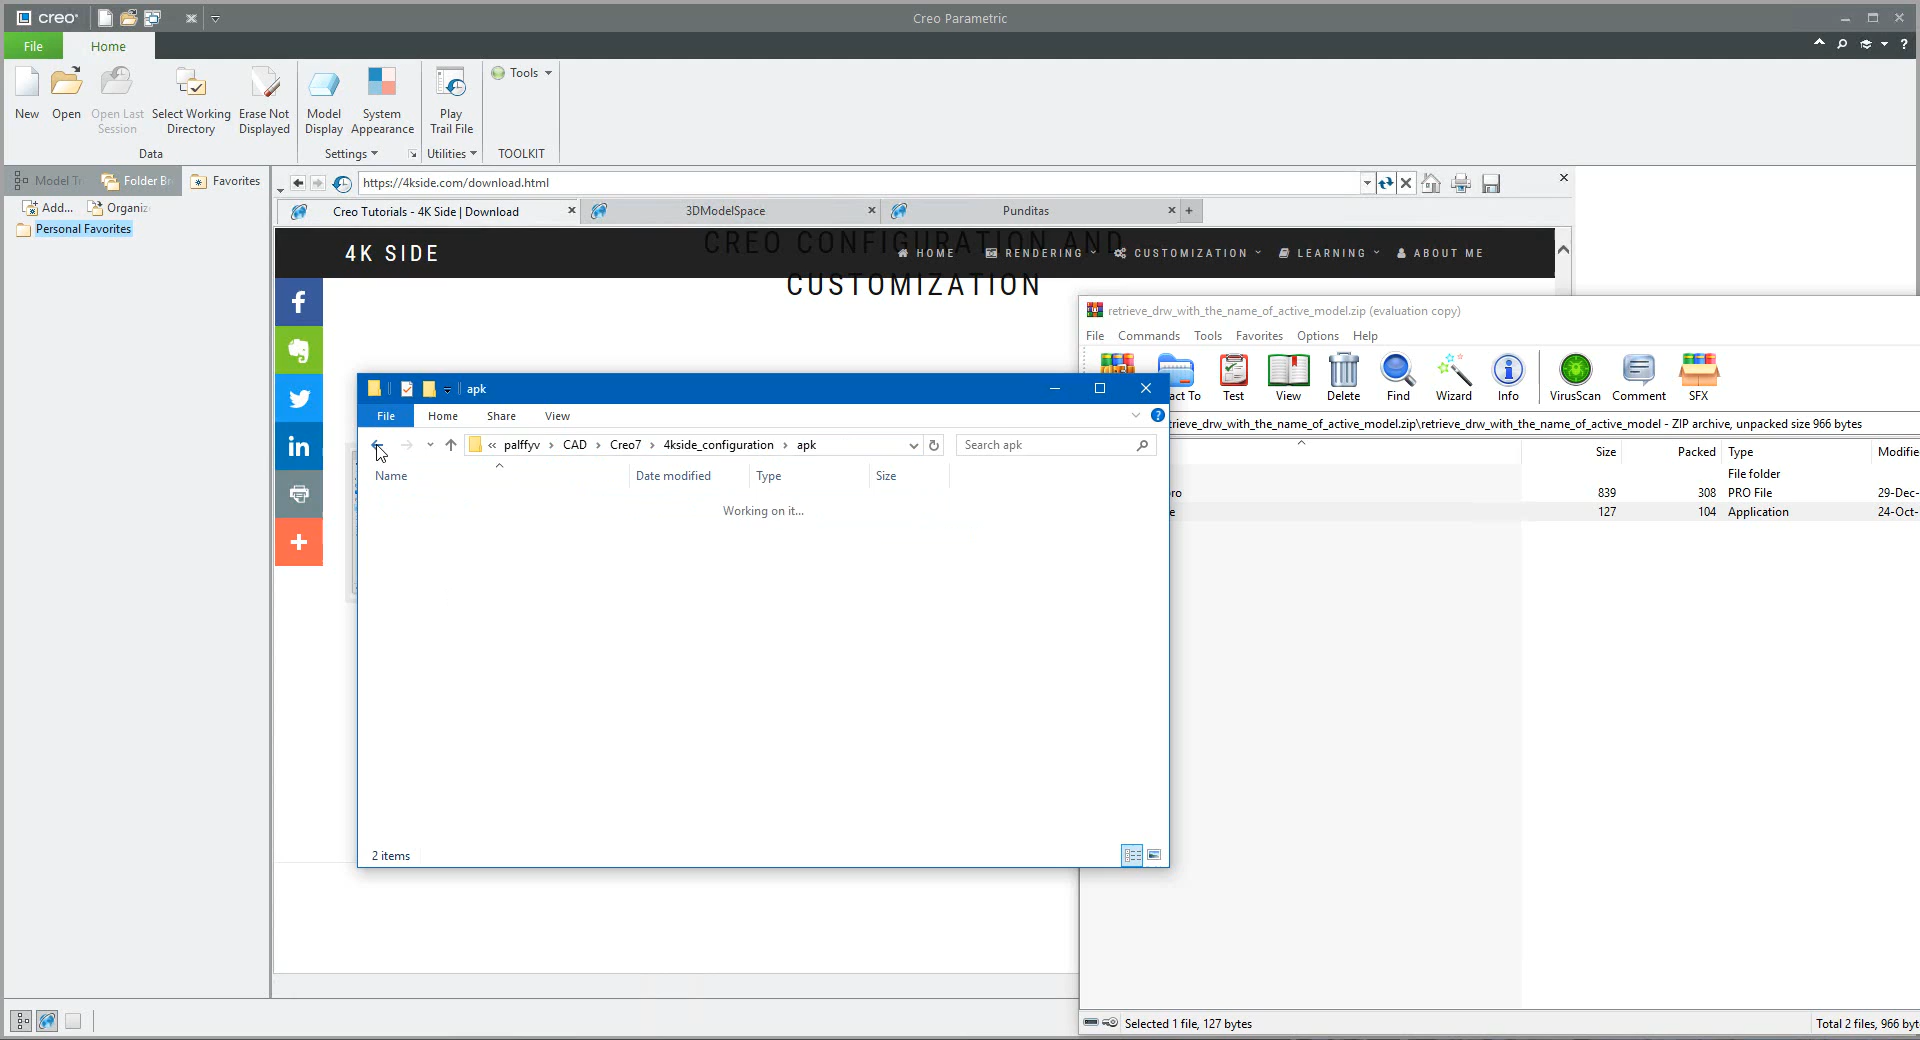 creo
Creo Parametric
File
Home
New
Open
Open Last Session
Select Working Directory
Erase Not Displayed
Model Display
System Appearance
Play Trail File
Tools
Data
Settings
Utilities
TOOLKIT
Model Tr
Folder Br
Favorites
https://4kside.com/download.html
Add...
Organiz
Creo Tutorials - 4K Side | Download
3DModelSpace
Punditas
Personal Favorites
4K SIDE
HOME
RENDERING
CUSTOMIZATION
LEARNING
ABOUT ME
CREO CONFIGURATION AND
CUSTOMIZATION
retrieve_drw_with_the_name_of_active_model.zip (evaluation copy)
File Commands Tools Favorites Options Help
act To
Test
View
Delete
Find
Wizard
Info
VirusScan
Comment
SFX
trieve_drw_with_the_name_of_active_model.zip\retrieve_drw_with_the_name_of_active_model - ZIP archive, unpacked size 966 bytes
Size Packed Type Modifie
File folder
ro 839 308 PRO File 29-Dec-
e 127 104 Application 24-Oct-
apk
File Home Share View
« palffyv > CAD > Creo7 > 4kside_configuration > apk
Search apk
Name Date modified Type Size
Working on it...
2 items
Selected 1 file, 127 bytes
Total 2 files, 966 byt